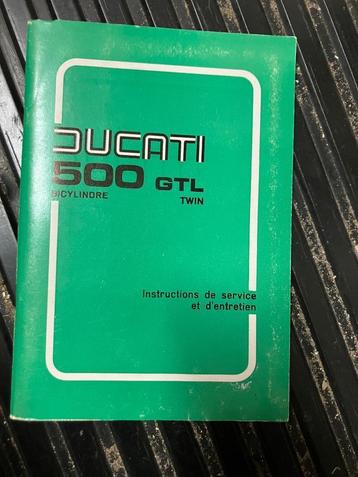 DUCATI
500 GTL
BICYLINDRE TWIN
Instructions de service
et d'entretien